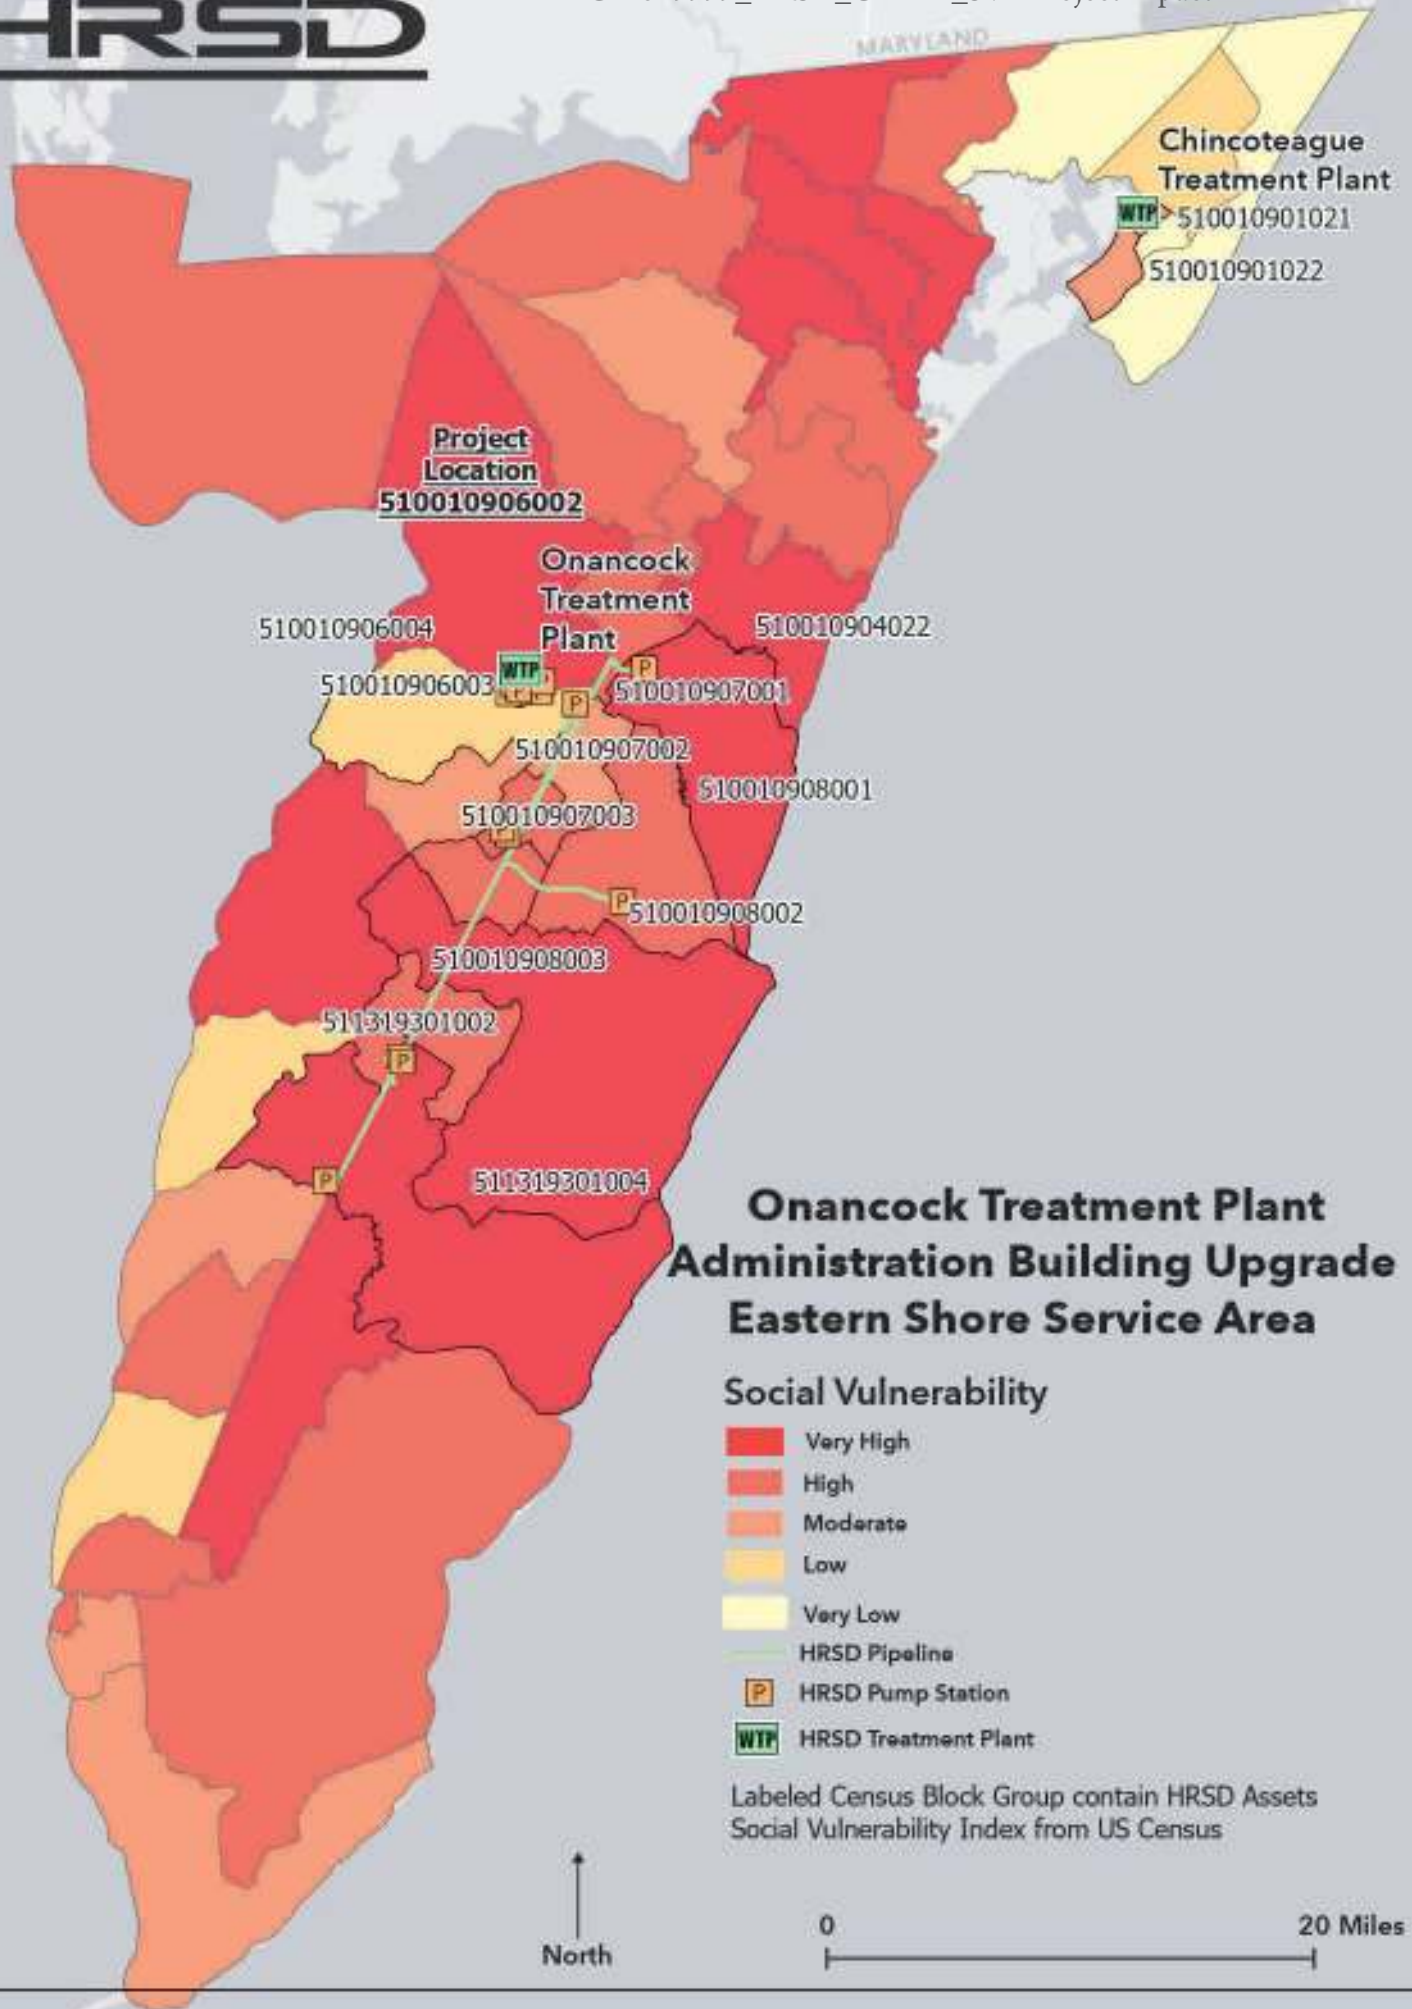 HRSD
MARYLAND
Chincoteague
Treatment Plant
WTP
510010901021
510010901022
Project
Location
510010906002
Onancock
Treatment
Plant
510010906004
510010904022
WTP
P
510010906003
P
510010907001
P
510010907002
510010908001
510010907003
P
P
510010908002
510010908003
511319301002
P
P
511319301004
Onancock Treatment Plant
Administration Building Upgrade
Eastern Shore Service Area
Social Vulnerability
Very High
High
Moderate
Low
Very Low
HRSD Pipeline
P HRSD Pump Station
WTP HRSD Treatment Plant
Labeled Census Block Group contain HRSD Assets
Social Vulnerability Index from US Census
North
0 20 Miles